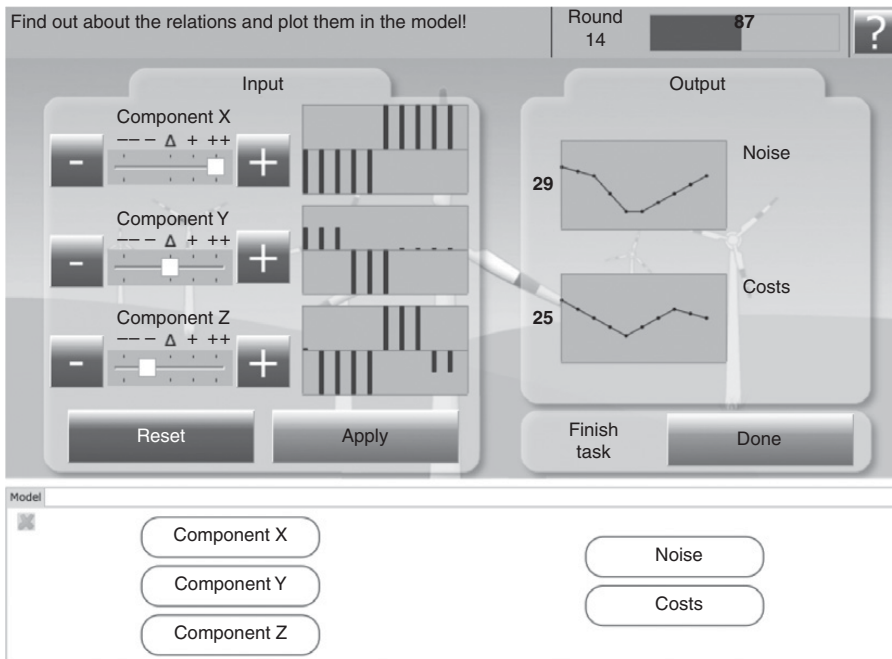 Find out about the relations and plot them in the model!
Round
14
87
?
Input
Component X
-- - Δ + ++
-
+
Component Y
-- - Δ + ++
-
+
Component Z
-- - Δ + ++
-
+
Reset
Apply
Output
29
Noise
25
Costs
Finish
task
Done
Model
Component X
Component Y
Component Z
Noise
Costs